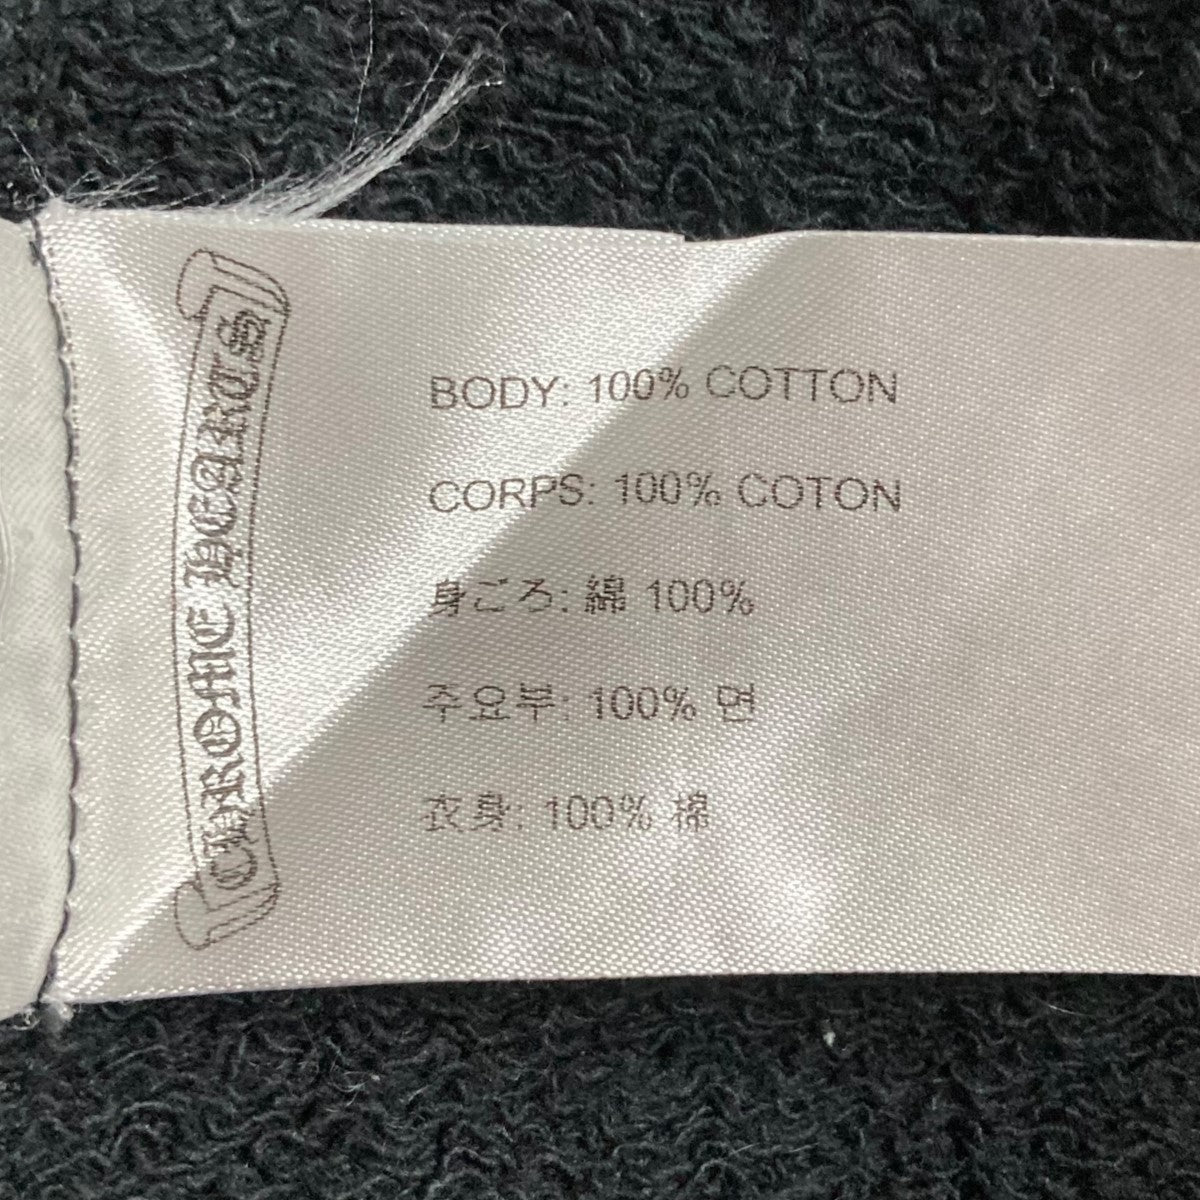 CHROME HEARTS
BODY: 100% COTTON
CORPS: 100% COTON
身ごろ: 綿 100%
주요부: 100% 면
衣身: 100% 棉